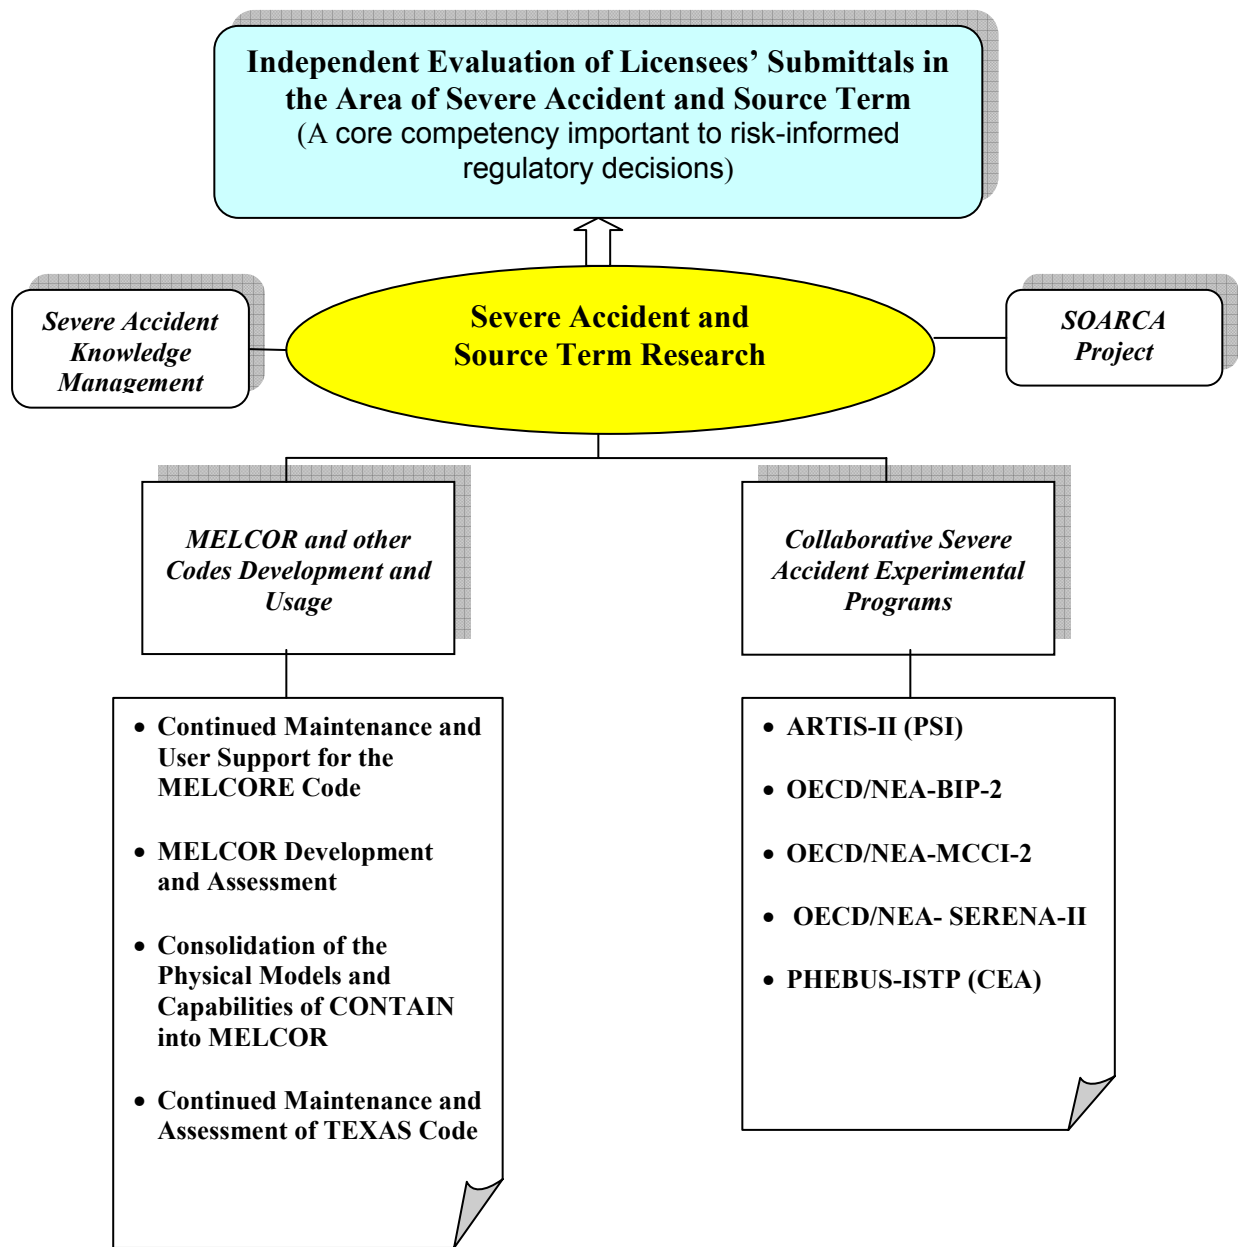 Independent Evaluation of Licensees’ Submittals in
the Area of Severe Accident and Source Term
(A core competency important to risk-informed
regulatory decisions)
Severe Accident
Knowledge
Management
Severe Accident and
Source Term Research
SOARCA
Project
MELCOR and other
Codes Development and
Usage
Collaborative Severe
Accident Experimental
Programs
• Continued Maintenance and
User Support for the
MELCORE Code
• MELCOR Development
and Assessment
• Consolidation of the
Physical Models and
Capabilities of CONTAIN
into MELCOR
• Continued Maintenance and
Assessment of TEXAS Code
• ARTIS-II (PSI)
• OECD/NEA-BIP-2
• OECD/NEA-MCCI-2
• OECD/NEA- SERENA-II
• PHEBUS-ISTP (CEA)